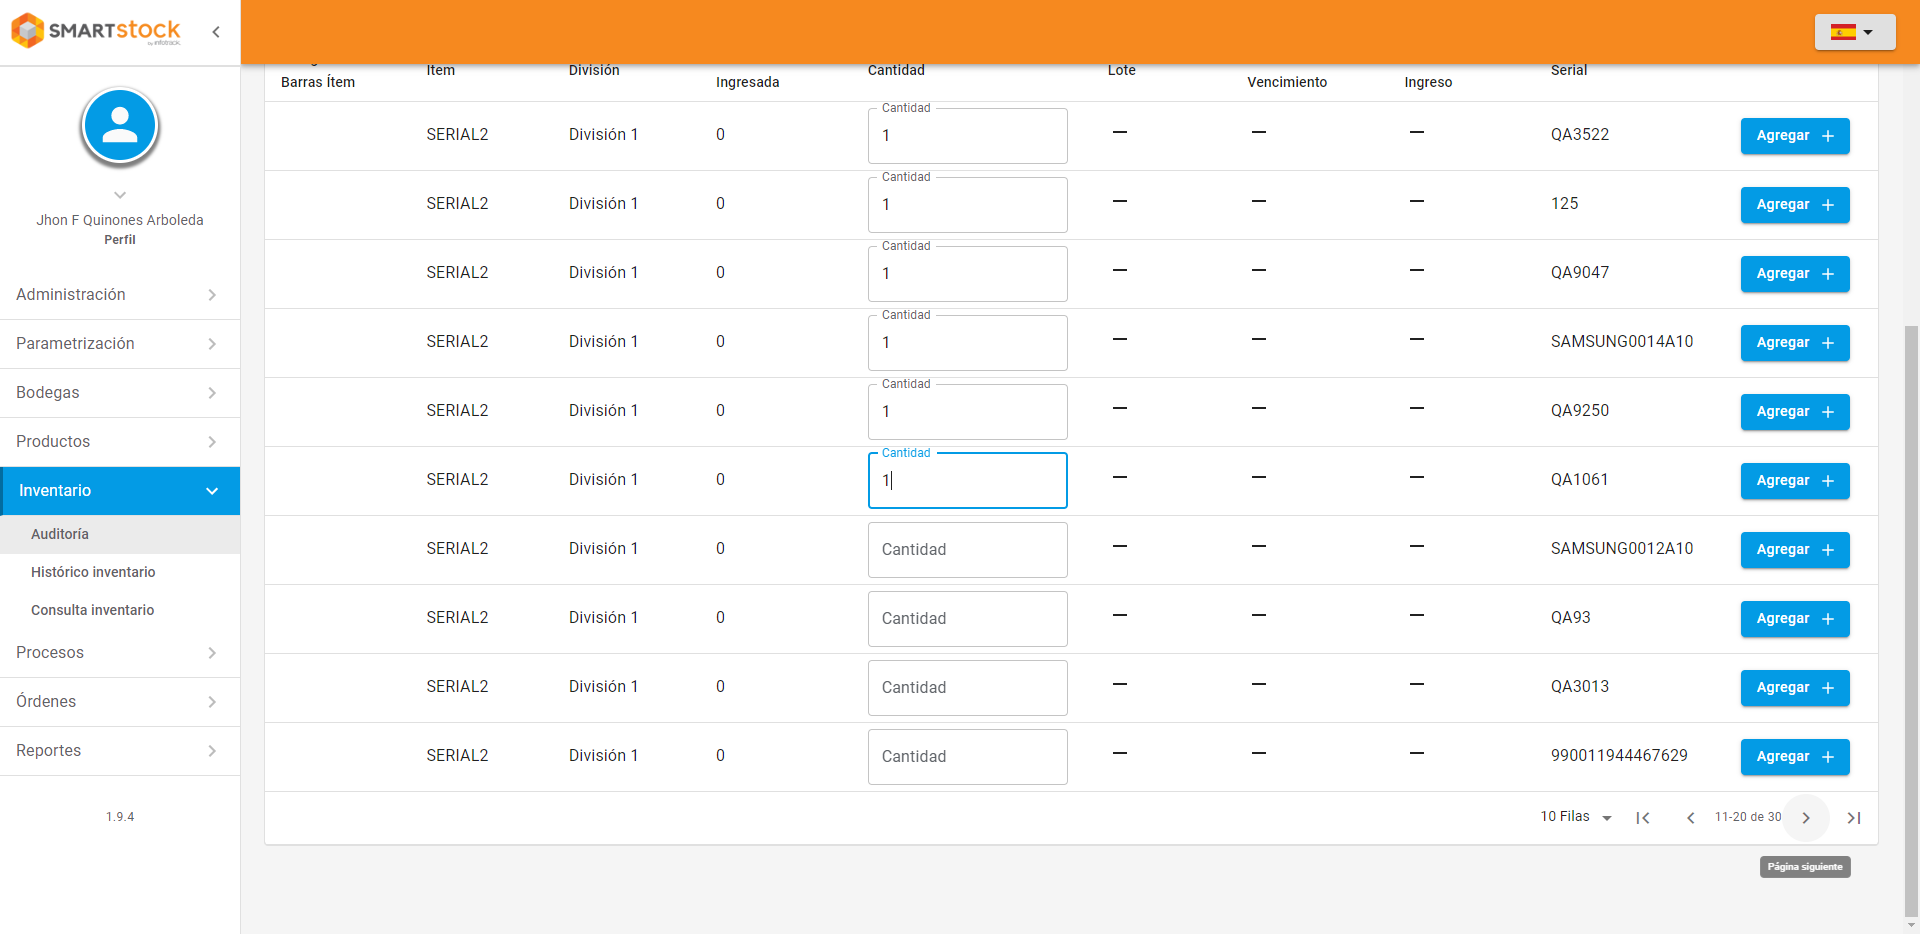 SMARTSTOCK
by infotrack
Jhon F Quinones Arboleda
Perfil
Administración
Parametrización
Bodegas
Productos
Inventario
Auditoría
Histórico inventario
Consulta inventario
Procesos
Órdenes
Reportes
1.9.4
Barras Ítem Item División Ingresada Cantidad Lote Vencimiento Ingreso Serial
Cantidad
SERIAL2 División 1 0 1 — — — QA3522 Agregar +
Cantidad
SERIAL2 División 1 0 1 — — — 125 Agregar +
Cantidad
SERIAL2 División 1 0 1 — — — QA9047 Agregar +
Cantidad
SERIAL2 División 1 0 1 — — — SAMSUNG0014A10 Agregar +
Cantidad
SERIAL2 División 1 0 1 — — — QA9250 Agregar +
Cantidad
SERIAL2 División 1 0 1 — — — QA1061 Agregar +
SERIAL2 División 1 0 Cantidad — — — SAMSUNG0012A10 Agregar +
SERIAL2 División 1 0 Cantidad — — — QA93 Agregar +
SERIAL2 División 1 0 Cantidad — — — QA3013 Agregar +
SERIAL2 División 1 0 Cantidad — — — 990011944467629 Agregar +
10 Filas 11-20 de 30
Página siguiente